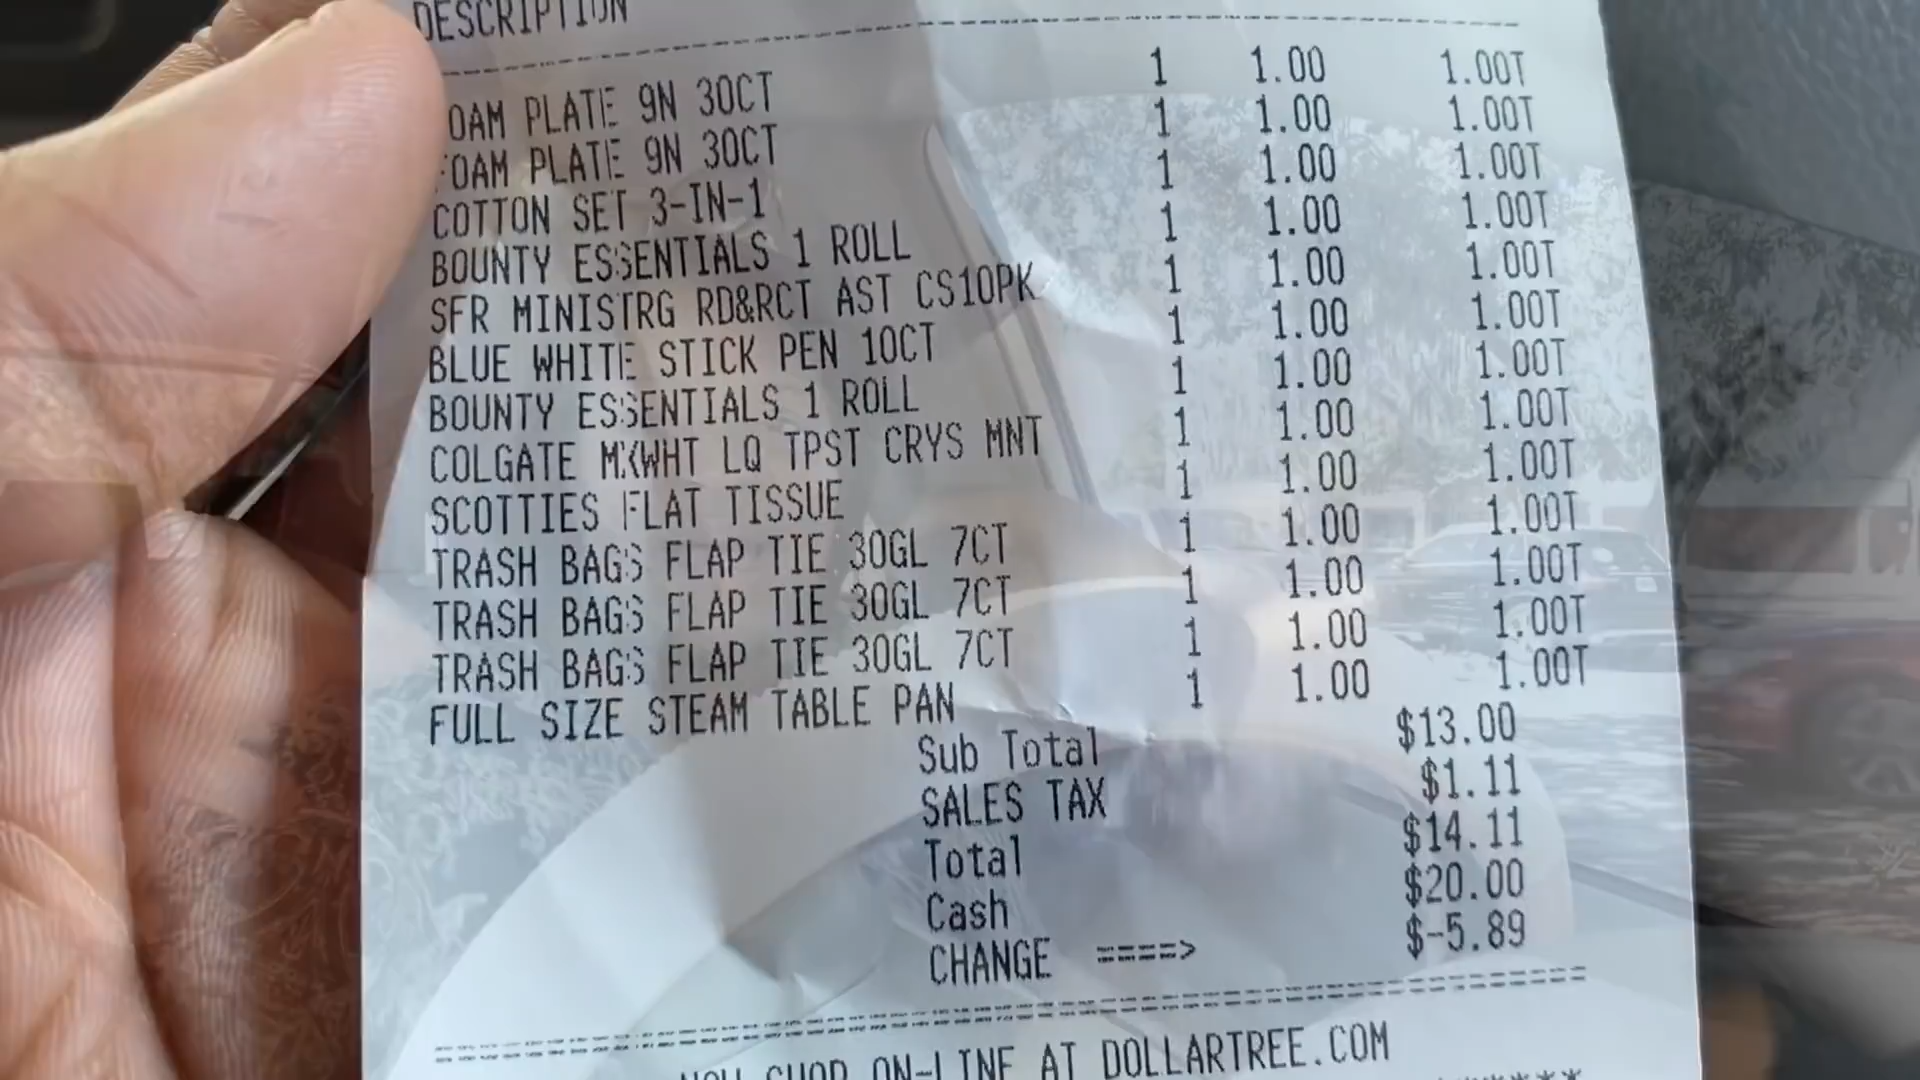 DESCRIPTION
OAM PLATE 9N 30CT 1 1.00 1.00T
FOAM PLATE 9N 30CT 1 1.00 1.00T
COTTON SET 3-IN-1 1 1.00 1.00T
BOUNTY ESSENTIALS 1 ROLL 1 1.00 1.00T
SFR MINISTRG RD&RCT AST CS10PK 1 1.00 1.00T
BLUE WHITE STICK PEN 10CT 1 1.00 1.00T
BOUNTY ESSENTIALS 1 ROLL 1 1.00 1.00T
COLGATE MXWHT LQ TPST CRYS MNT 1 1.00 1.00T
SCOTTIES FLAT TISSUE 1 1.00 1.00T
TRASH BAGS FLAP TIE 30GL 7CT 1 1.00 1.00T
TRASH BAGS FLAP TIE 30GL 7CT 1 1.00 1.00T
TRASH BAGS FLAP TIE 30GL 7CT 1 1.00 1.00T
FULL SIZE STEAM TABLE PAN 1 1.00 1.00T
Sub Total $13.00
SALES TAX $1.11
Total $14.11
Cash $20.00
CHANGE ====> $-5.89
NOW SHOP ON-LINE AT DOLLARTREE.COM